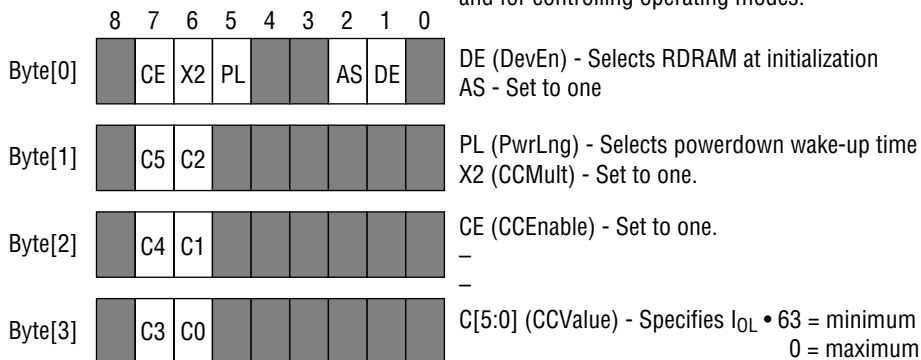 and for controlling operating modes.
8 7 6 5 4 3 2 1 0
Byte[0] CE X2 PL AS DE
DE (DevEn) - Selects RDRAM at initialization
AS - Set to one
Byte[1] C5 C2
PL (PwrLng) - Selects powerdown wake-up time
X2 (CCMult) - Set to one.
Byte[2] C4 C1
CE (CCEnable) - Set to one.
–
–
Byte[3] C3 C0
C[5:0] (CCValue) - Specifies IOL • 63 = minimum
0 = maximum